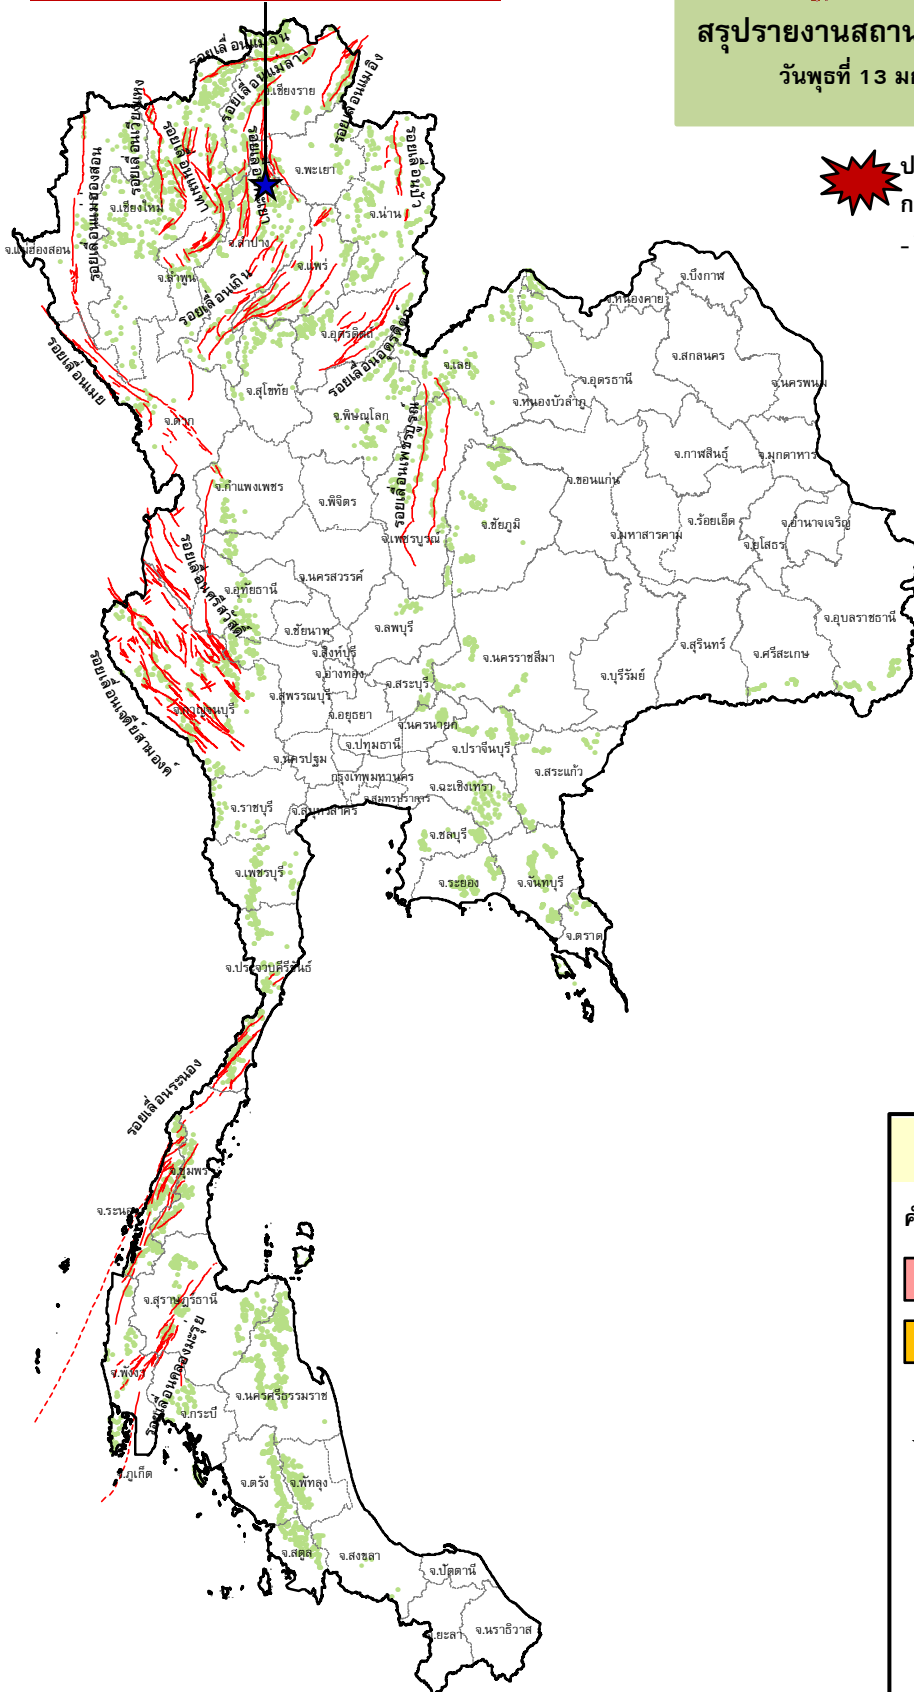 สรุปรายงานสถาน
วันพุธที่ 13 ม
ป
ก
-
รอยเลื่อนแม่จัน
รอยเลื่อนแม่ลาว
รอยเลื่อนแม่อิง
จ.เชียงราย
รอยเลื่อนเวียงแหง
รอยเลื่อนแม่ทา
รอยเลื่อนปัว
รอยเลื่อนแม่ฮ่องสอน
จ.พะเยา
จ.เชียงใหม่
จ.น่าน
จ.แม่ฮ่องสอน
จ.ลำปาง
จ.แพร่
จ.ลำพูน
รอยเลื่อนเถิน
จ.บึงกาฬ
จ.หนองคาย
จ.อุตรดิตถ์
รอยเลื่อนอุตรดิตถ์
รอยเลื่อนเมย
จ.สกลนคร
จ.เลย
จ.อุดรธานี
จ.นครพนม
จ.สุโขทัย
จ.หนองบัวลำภู
จ.ตาก
จ.พิษณุโลก
รอยเลื่อนเพชรบูรณ์
จ.กาฬสินธุ์
จ.มุกดาหาร
จ.กำแพงเพชร
จ.พิจิตร
จ.ขอนแก่น
จ.ชัยภูมิ
จ.ร้อยเอ็ด
จ.อำนาจเจริญ
จ.มหาสารคาม
จ.ยโสธร
จ.เพชรบูรณ์
รอยเลื่อนศรีสวัสดิ์
จ.นครสวรรค์
จ.อุทัยธานี
จ.ชัยนาท
จ.ลพบุรี
จ.อุบลราชธานี
จ.สิงห์บุรี
จ.นครราชสีมา
จ.สุรินทร์
จ.ศรีสะเกษ
จ.อ่างทอง
จ.บุรีรัมย์
รอยเลื่อนเจดีย์สามองค์
จ.สระบุรี
จ.สุพรรณบุรี
จ.กาญจนบุรี
จ.อยุธยา
จ.นครนายก
จ.ปทุมธานี
จ.ปราจีนบุรี
จ.นครปฐม
จ.สระแก้ว
กรุงเทพมหานคร
จ.ฉะเชิงเทรา
จ.สมุทรปราการ
จ.ราชบุรี
จ.สมุทรสาคร
จ.ชลบุรี
จ.เพชรบุรี
จ.ระยอง
จ.จันทบุรี
จ.ตราด
จ.ประจวบคีรีขันธ์
รอยเลื่อนระนอง
จ.ชุมพร
จ.สุราษฎร์ธานี
รอยเลื่อนคลองมะรุ่ย
จ.พังงา
จ.นครศรีธรรมราช
จ.กระบี่
จ.ภูเก็ต
จ.ตรัง
จ.พัทลุง
จ.สตูล
จ.สงขลา
จ.ปัตตานี
จ.ยะลา
จ.นราธิวาส